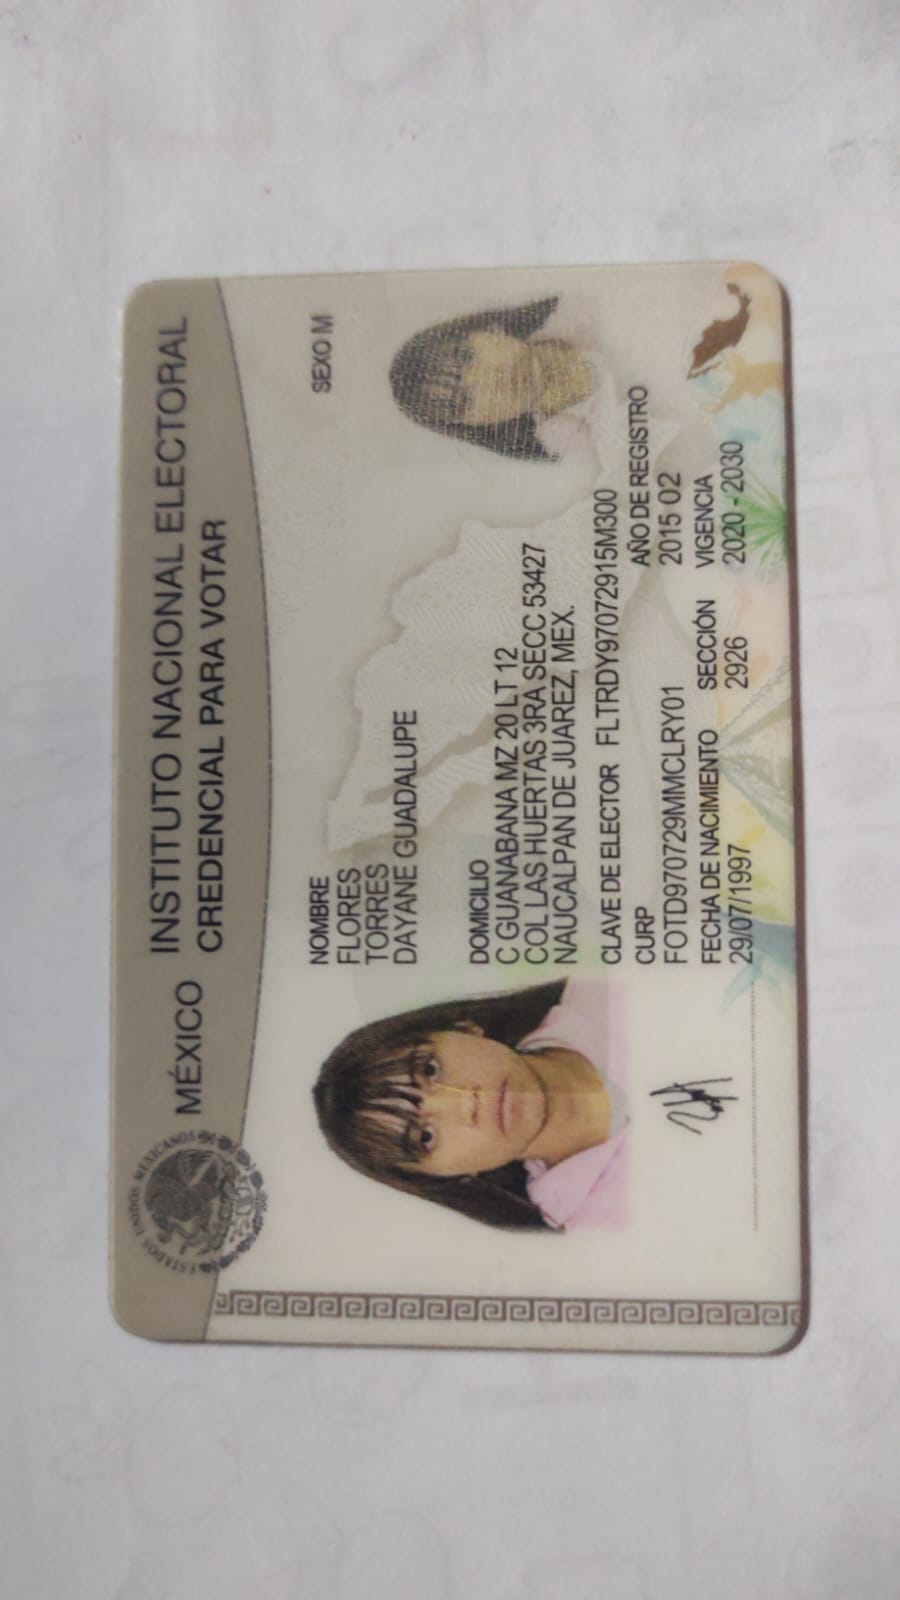 MÉXICO INSTITUTO NACIONAL ELECTORAL
CREDENCIAL PARA VOTAR
ESTADOS UNIDOS MEXICANOS
NOMBRE
FLORES
TORRES
DAYANE GUADALUPE
SEXO M
DOMICILIO
C GUANABANA MZ 20 LT 12
COL LAS HUERTAS 3RA SECC 53427
NAUCALPAN DE JUAREZ, MEX.
CLAVE DE ELECTOR FLTRDY97072915M300
CURP
FOTD970729MMCLRY01
AÑO DE REGISTRO
2015 02
FECHA DE NACIMIENTO
29/07/1997
SECCIÓN
2926
VIGENCIA
2020 - 2030